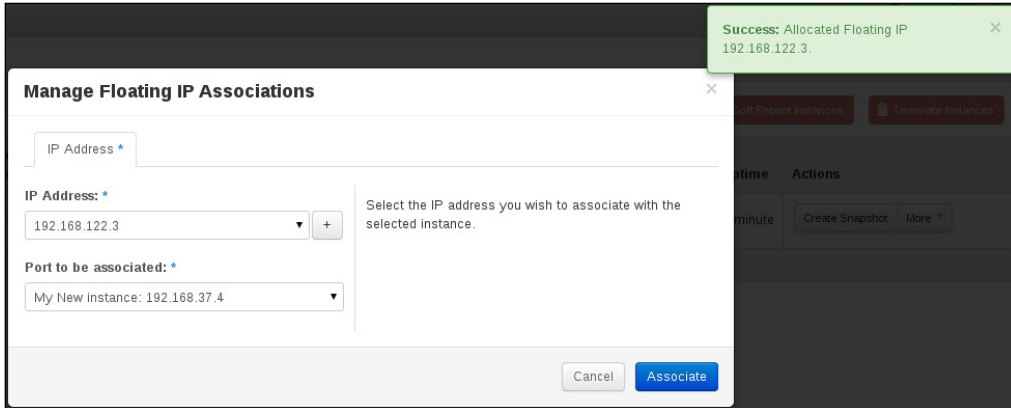 Success: Allocated Floating IP
192.168.122.3.
×
Manage Floating IP Associations
×
Soft Reboot Instances
Terminate Instances
IP Address *
Actions
IP Address: *
192.168.122.3
+
Select the IP address you wish to associate with the
selected instance.
minute
Create Snapshot
More
Port to be associated: *
My New instance: 192.168.37.4
Cancel
Associate